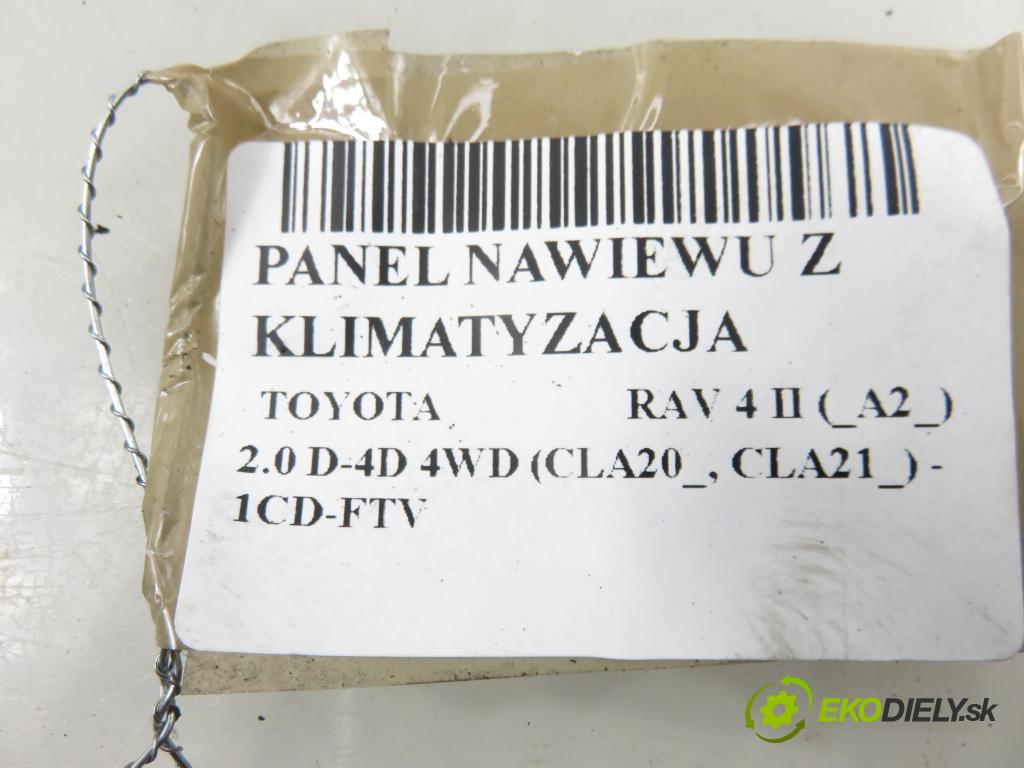 PANEL NAWIEWU Z
KLIMATYZACJA
TOYOTA RAV 4 II (_A2_)
2.0 D-4D 4WD (CLA20_, CLA21_) -
1CD-FTV
EKODIELY.sk